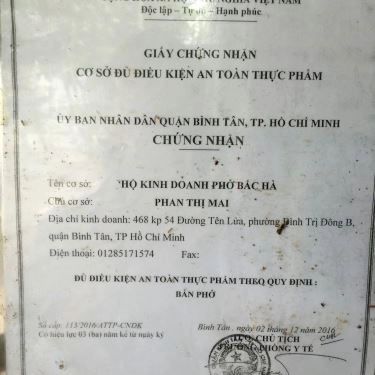 Độc lập - Tự do - Hạnh phúc
GIẤY CHỨNG NHẬN
CƠ SỞ ĐỦ ĐIỀU KIỆN AN TOÀN THỰC PHẨM
ỦY BAN NHÂN DÂN QUẬN BÌNH TÂN, TP. HỒ CHÍ MINH
CHỨNG NHẬN
Tên cơ sở: HỘ KINH DOANH PHỞ BẮC HÀ
Chủ cơ sở: PHAN THỊ MAI
Địa chỉ kinh doanh: 468 kp 54 Đường Tên Lửa, phường Bình Trị Đông B,
quận Bình Tân, TP Hồ Chí Minh
Điện thoại: 01285171574 Fax:
ĐỦ ĐIỀU KIỆN AN TOÀN THỰC PHẨM THEO QUY ĐỊNH :
BÁN PHỞ
Số cấp: 113/2016/ATTP-CNĐK
Có hiệu lực 03 (ba) năm kể từ ngày ký
Bình Tân, ngày 02 tháng 12 năm 2016
CHỦ TỊCH
PHÒNG Y TẾ